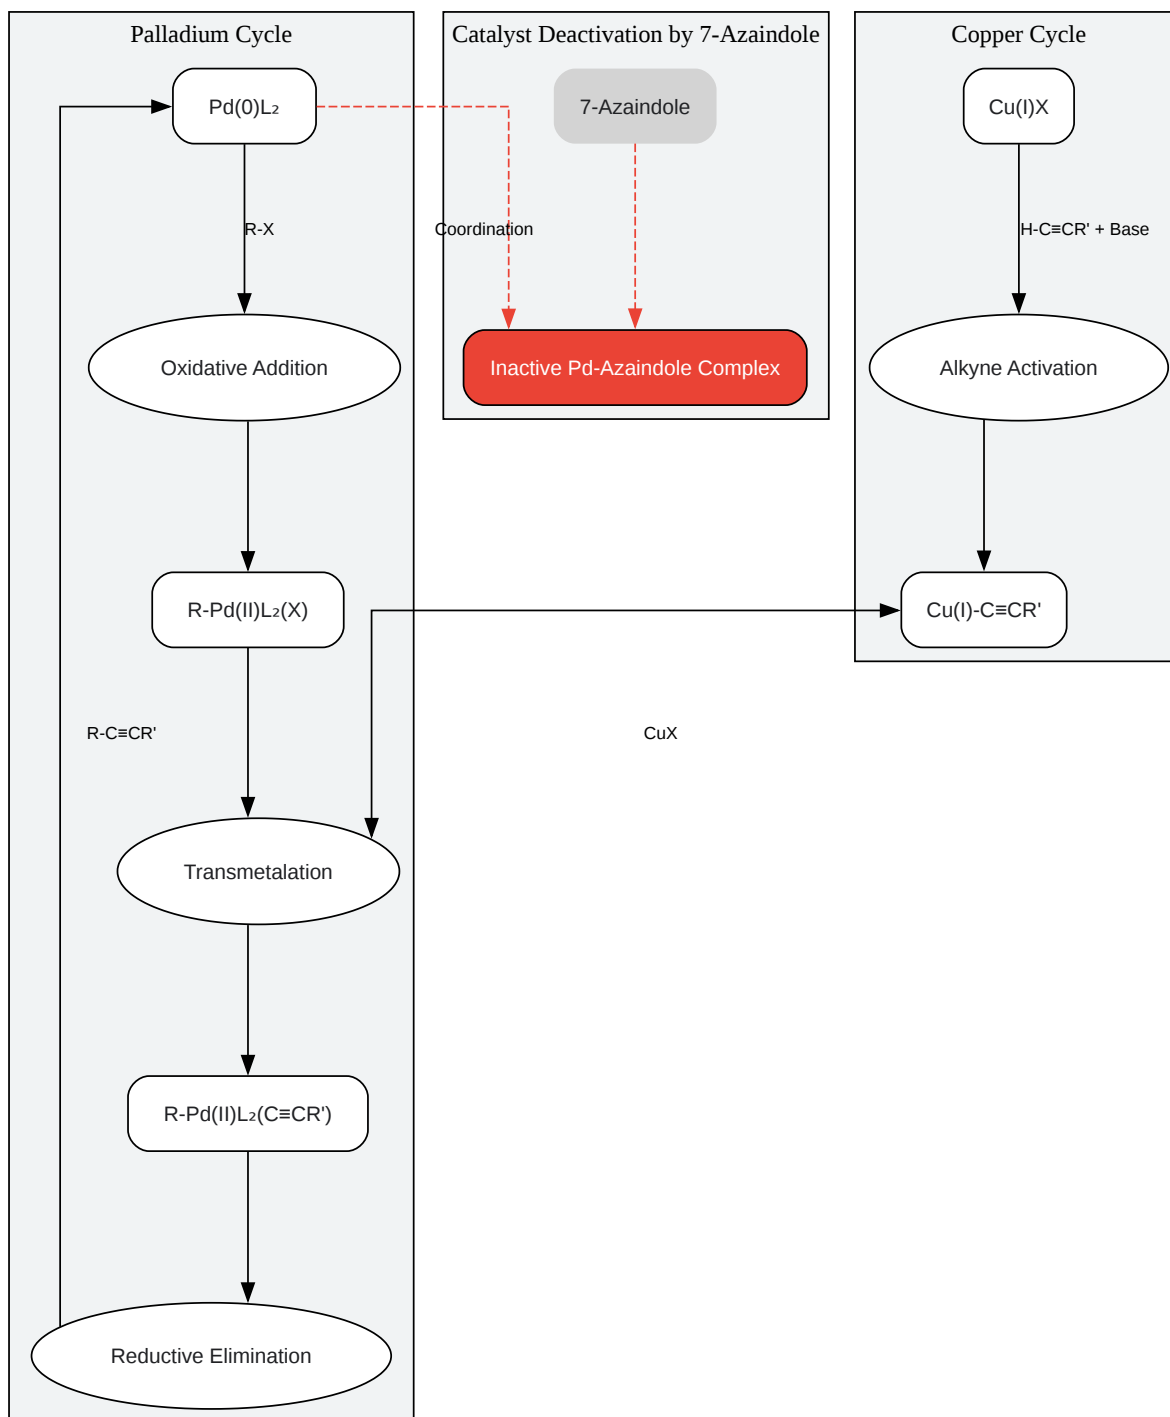 Palladium Cycle
Catalyst Deactivation by 7-Azaindole
Copper Cycle
Pd(0)L₂
7-Azaindole
Cu(I)X
R-X
Coordination
H-C≡CR' + Base
Oxidative Addition
Inactive Pd-Azaindole Complex
Alkyne Activation
R-Pd(II)L₂(X)
Cu(I)-C≡CR'
R-C≡CR'
CuX
Transmetalation
R-Pd(II)L₂(C≡CR')
Reductive Elimination